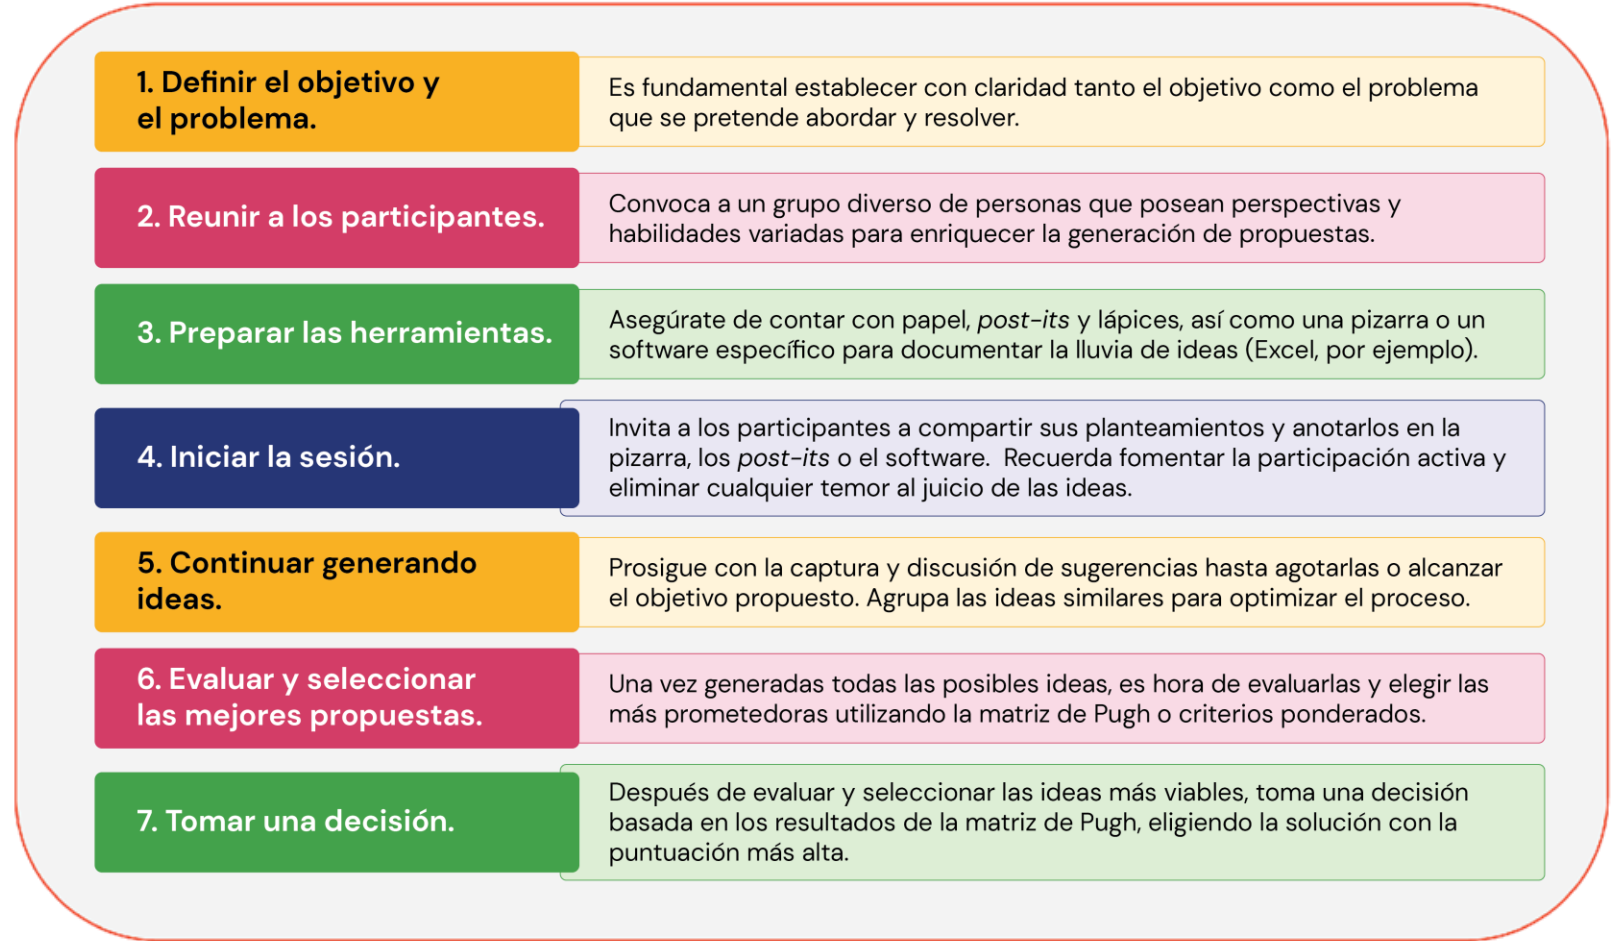 1. Definir el objetivo y
el problema.
Es fundamental establecer con claridad tanto el objetivo como el problema
que se pretende abordar y resolver.
2. Reunir a los participantes.
Convoca a un grupo diverso de personas que posean perspectivas y
habilidades variadas para enriquecer la generación de propuestas.
3. Preparar las herramientas.
Asegúrate de contar con papel, post-its y lápices, así como una pizarra o un
software específico para documentar la lluvia de ideas (Excel, por ejemplo).
4. Iniciar la sesión.
Invita a los participantes a compartir sus planteamientos y anotarlos en la
pizarra, los post-its o el software. Recuerda fomentar la participación activa y
eliminar cualquier temor al juicio de las ideas.
5. Continuar generando
ideas.
Prosigue con la captura y discusión de sugerencias hasta agotarlas o alcanzar
el objetivo propuesto. Agrupa las ideas similares para optimizar el proceso.
6. Evaluar y seleccionar
las mejores propuestas.
Una vez generadas todas las posibles ideas, es hora de evaluarlas y elegir las
más prometedoras utilizando la matriz de Pugh o criterios ponderados.
7. Tomar una decisión.
Después de evaluar y seleccionar las ideas más viables, toma una decisión
basada en los resultados de la matriz de Pugh, eligiendo la solución con la
puntuación más alta.